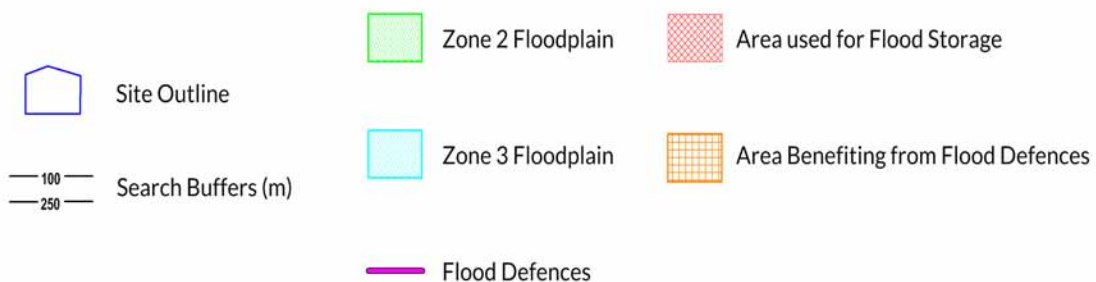 Site Outline
100
250
Search Buffers (m)
Zone 2 Floodplain
Zone 3 Floodplain
Flood Defences
Area used for Flood Storage
Area Benefiting from Flood Defences